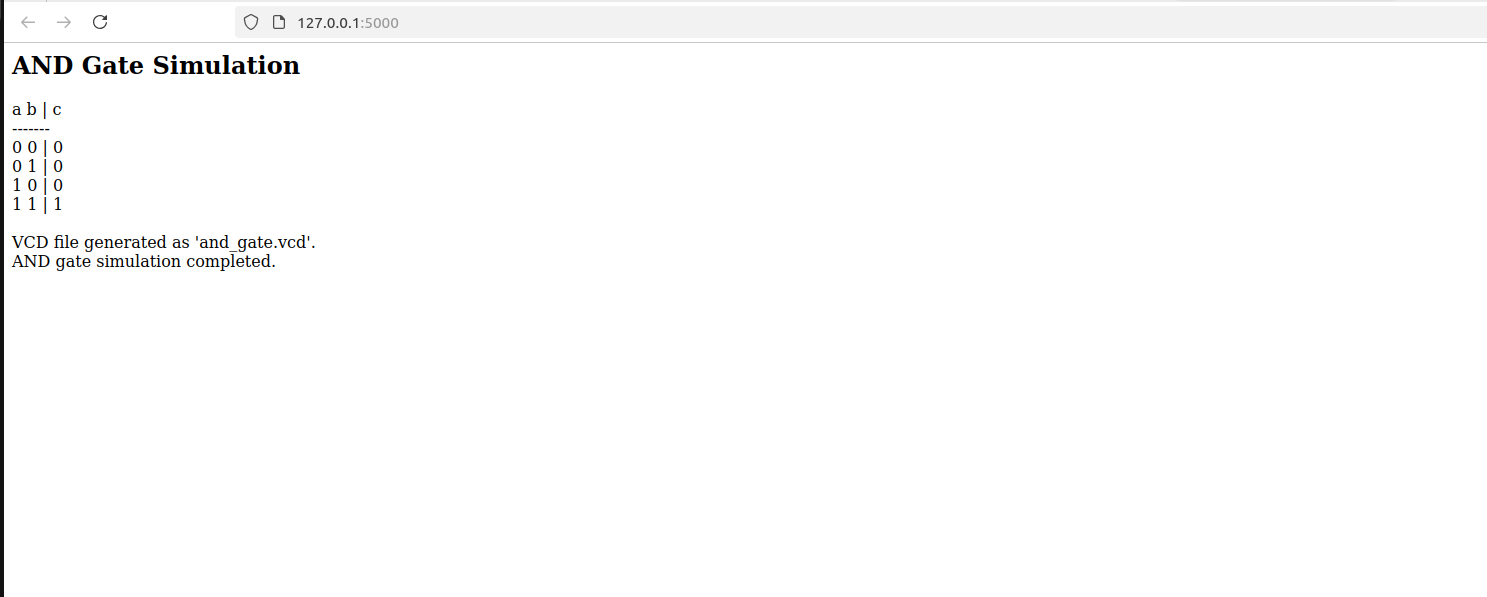 127.0.0.1:5000
AND Gate Simulation
a b | c
-------
0 0 | 0
0 1 | 0
1 0 | 0
1 1 | 1
VCD file generated as 'and_gate.vcd'.
AND gate simulation completed.